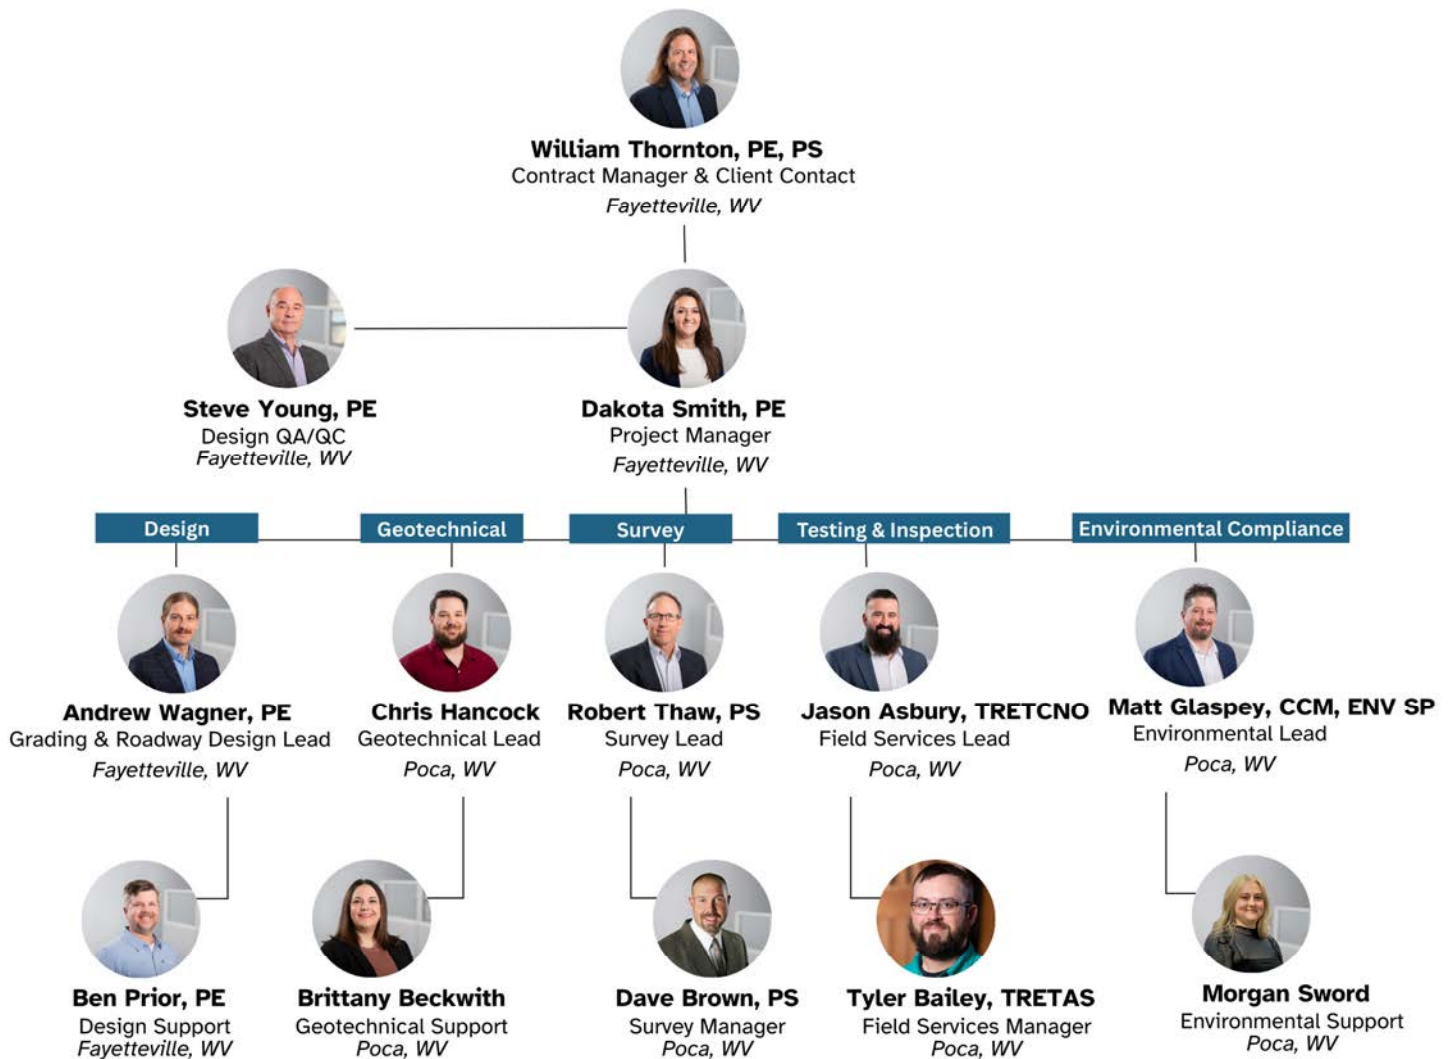 William Thornton, PE, PS
Contract Manager & Client Contact
Fayetteville, WV
Steve Young, PE
Design QA/QC
Fayetteville, WV
Dakota Smith, PE
Project Manager
Fayetteville, WV
Design
Geotechnical
Survey
Testing & Inspection
Environmental Compliance
Andrew Wagner, PE
Grading & Roadway Design Lead
Fayetteville, WV
Chris Hancock
Geotechnical Lead
Poca, WV
Robert Thaw, PS
Survey Lead
Poca, WV
Jason Asbury, TRETCNO
Field Services Lead
Poca, WV
Matt Glaspey, CCM, ENV SP
Environmental Lead
Poca, WV
Ben Prior, PE
Design Support
Fayetteville, WV
Brittany Beckwith
Geotechnical Support
Poca, WV
Dave Brown, PS
Survey Manager
Poca, WV
Tyler Bailey, TRETAS
Field Services Manager
Poca, WV
Morgan Sword
Environmental Support
Poca, WV